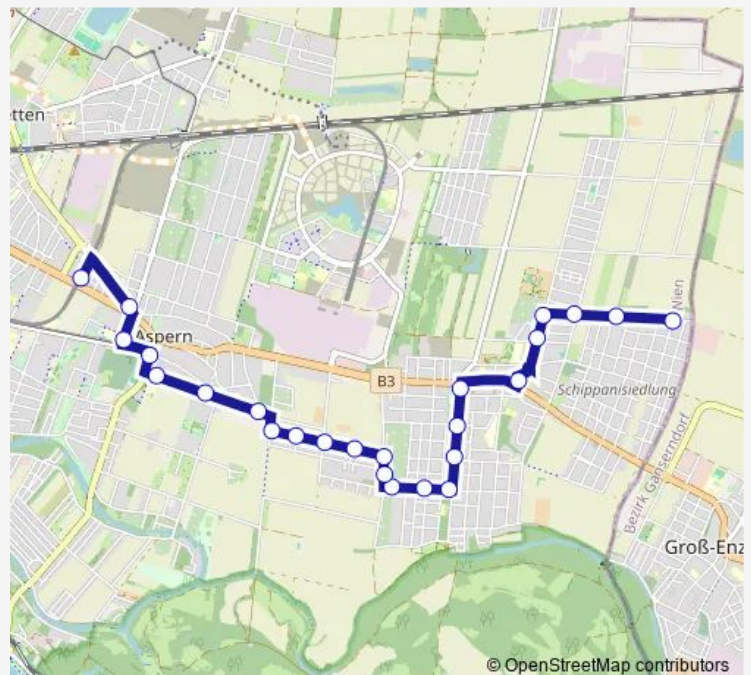 etten
Aspern
B3
Schippanisiedlung
Nien
Bezirk Gänserndorf
Groß-Enz
© OpenStreetMap contributors